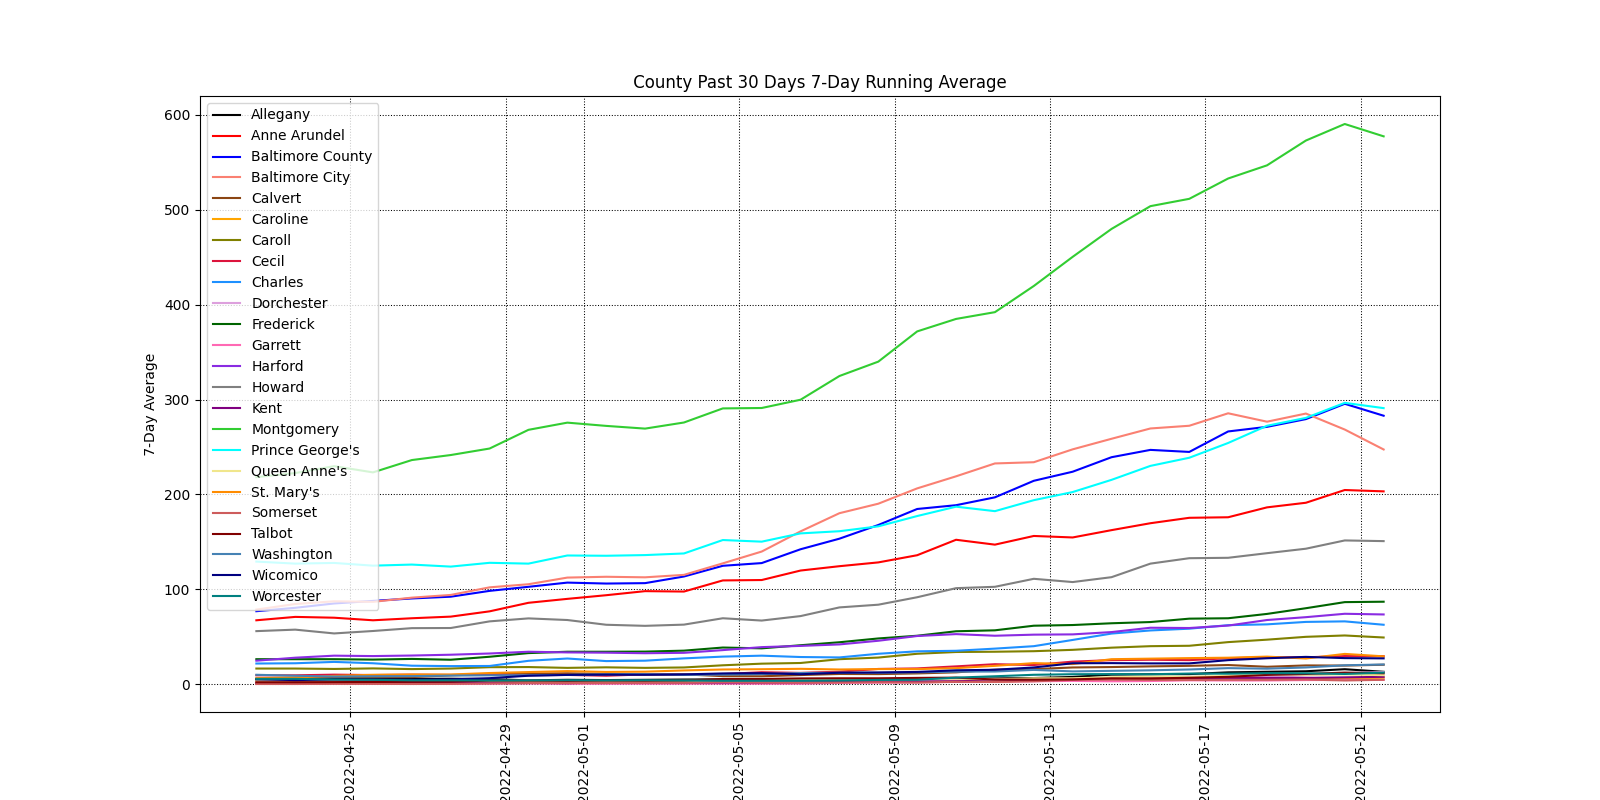 County Past 30 Days 7-Day Running Average
7-Day Average
600
500
400
300
200
100
0
Allegany
Anne Arundel
Baltimore County
Baltimore City
Calvert
Caroline
Caroll
Cecil
Charles
Dorchester
Frederick
Garrett
Harford
Howard
Kent
Montgomery
Prince George's
Queen Anne's
St. Mary's
Somerset
Talbot
Washington
Wicomico
Worcester
2022-04-25
2022-04-29
2022-05-01
2022-05-05
2022-05-09
2022-05-13
2022-05-17
2022-05-21